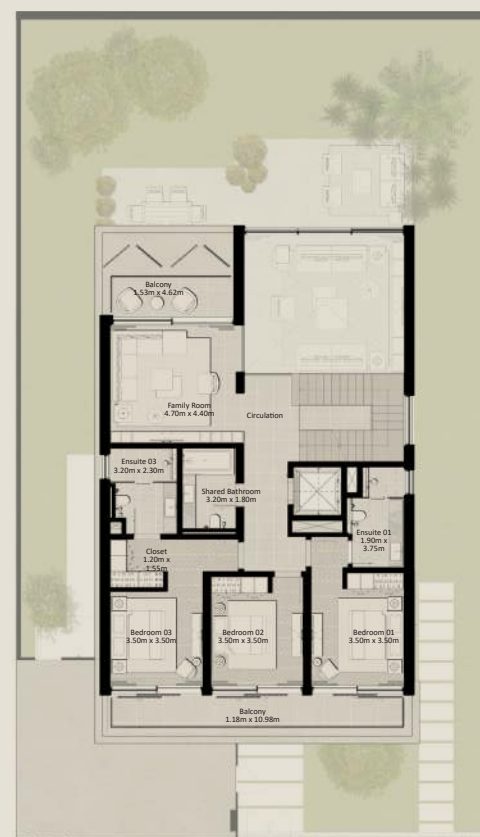 Balcony
1.53m x 4.62m
Family Room
4.70m x 4.40m
Circulation
Ensuite 03
3.20m x 2.30m
Shared Bathroom
3.20m x 1.80m
Ensuite 01
1.90m x
3.75m
Closet
1.20m x
1.55m
Bedroom 03
3.50m x 3.50m
Bedroom 02
3.50m x 3.50m
Bedroom 01
3.50m x 3.50m
Balcony
1.18m x 10.98m